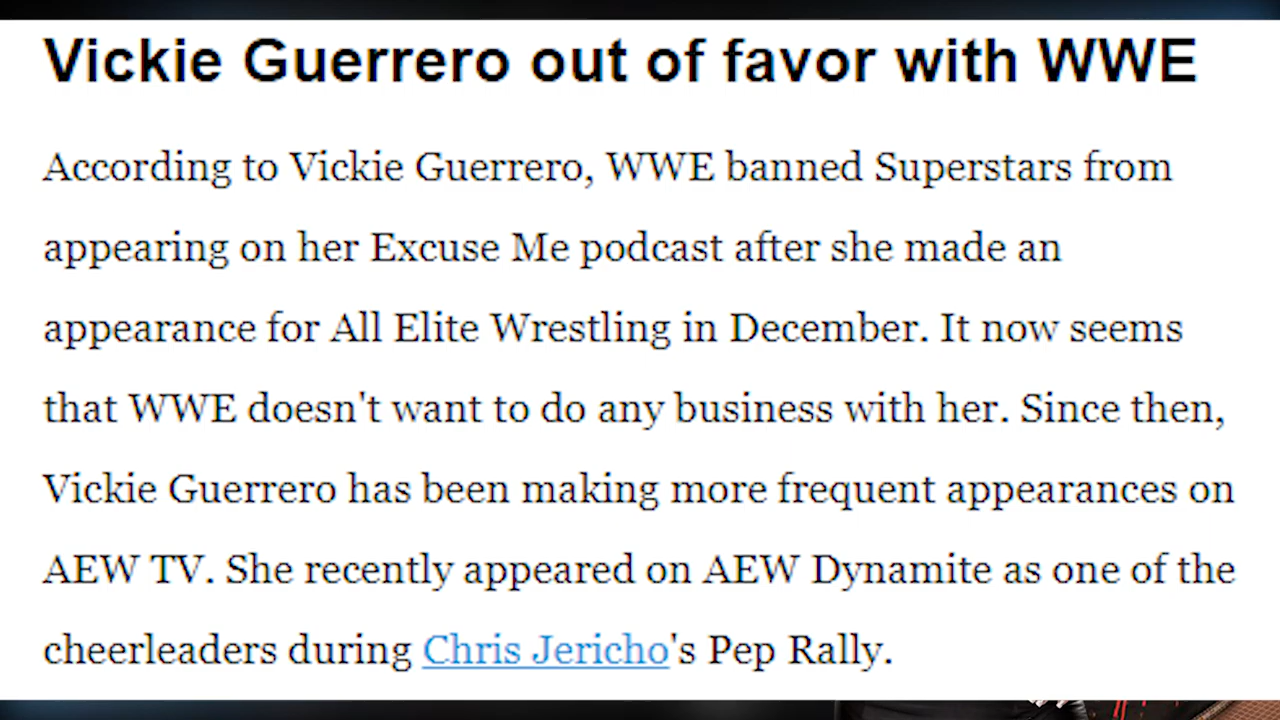 Vickie Guerrero out of favor with WWE
According to Vickie Guerrero, WWE banned Superstars from
appearing on her Excuse Me podcast after she made an
appearance for All Elite Wrestling in December. It now seems
that WWE doesn't want to do any business with her. Since then,
Vickie Guerrero has been making more frequent appearances on
AEW TV. She recently appeared on AEW Dynamite as one of the
cheerleaders during Chris Jericho's Pep Rally.